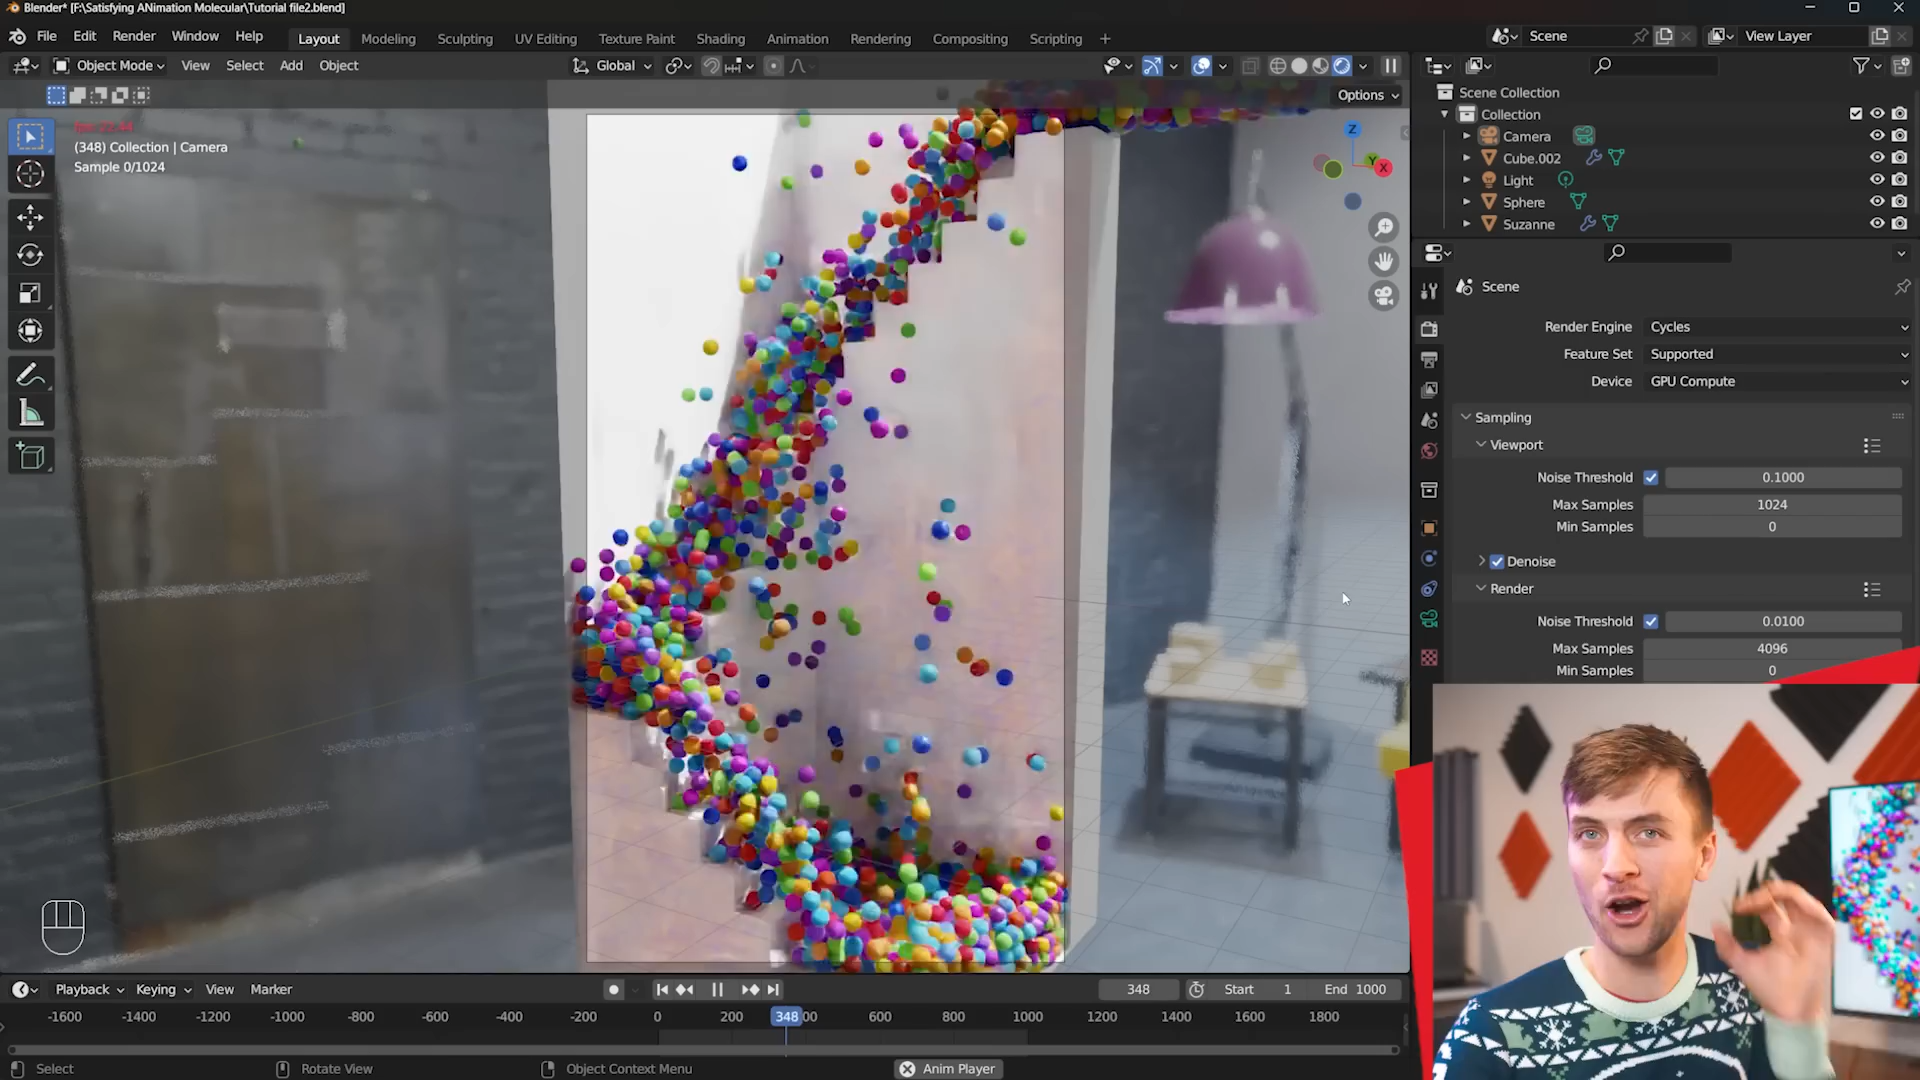 Blender* [F:\Satisfying ANimation Molecular\Tutorial file2.blend]
File Edit Render Window Help Layout Modeling Sculpting UV Editing Texture Paint Shading Animation Rendering Compositing Scripting + Scene View Layer
Object Mode View Select Add Object Global
Options
fps 22.44
(348) Collection | Camera
Sample 0/1024
Z
Y
X
Scene Collection
Collection
Camera
Cube.002
Light
Sphere
Suzanne
Scene
Render Engine Cycles
Feature Set Supported
Device GPU Compute
Sampling
Viewport
Noise Threshold 0.1000
Max Samples 1024
Min Samples 0
Denoise
Render
Noise Threshold 0.0100
Max Samples 4096
Min Samples 0
Playback Keying View Marker 348 Start 1 End 1000
-1600 -1400 -1200 -1000 -800 -600 -400 -200 0 200 348 400 600 800 1000 1200 1400 1600 1800
Select Rotate View Object Context Menu Anim Player